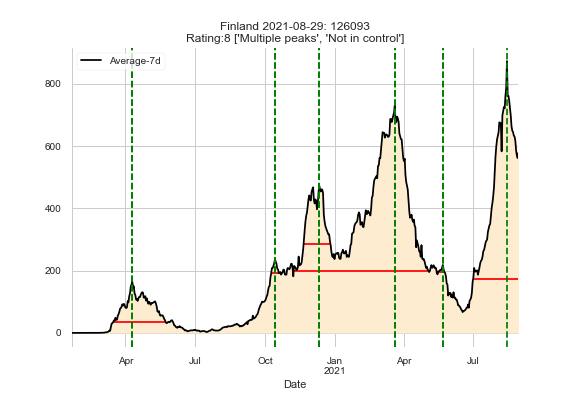 Finland 2021-08-29: 126093
Rating:8 ['Multiple peaks', 'Not in control']
Average-7d
800
600
400
200
0
Apr
Jul
Oct
Jan
2021
Apr
Jul
Date